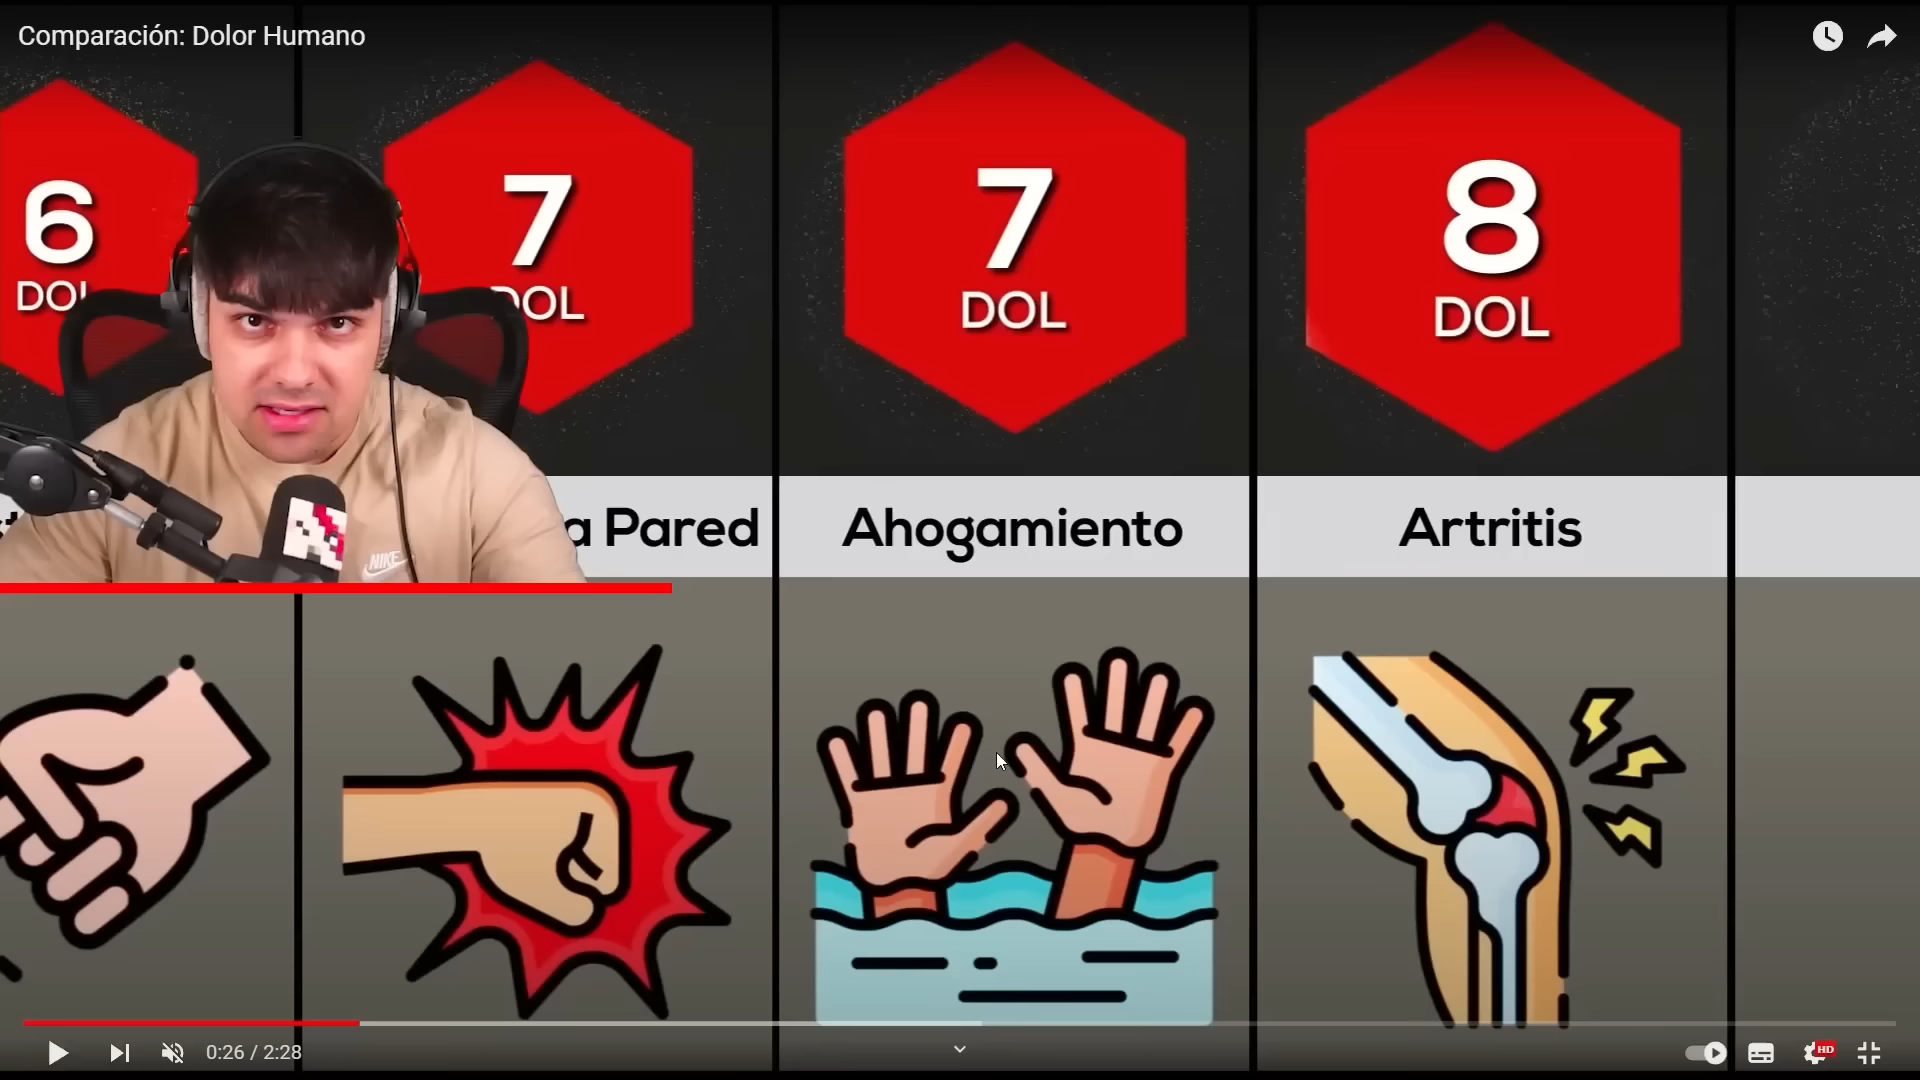 Comparación: Dolor Humano
6
7
DOL
7
DOL
8
DOL
a Pared
Ahogamiento
Artritis
NIKE
0:26 / 2:28
HD